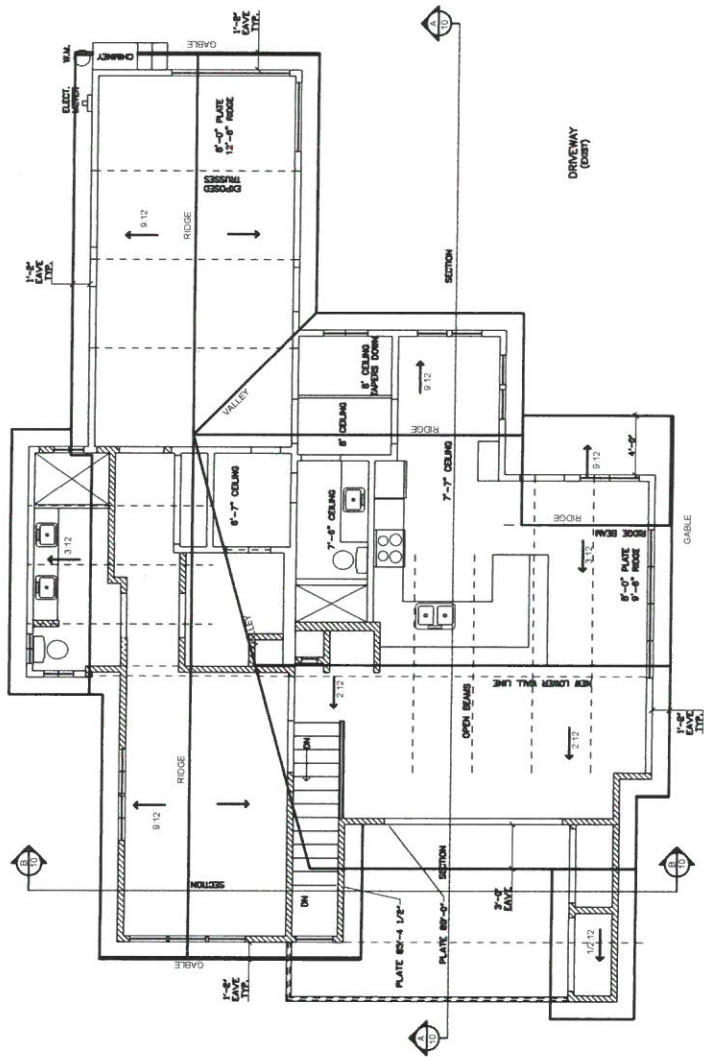 W.M.
CHIMNEY
GABLE
1'-8"
EAVE
TYP.
ELECT.
METER
8'-0" PLATE
12'-6" RIDGE
EXPOSED
TRUSSES
9:12
RIDGE
1'-8"
EAVE
TYP.
DRIVEWAY
(EXIST)
A
10
SECTION
VALLEY
8' CEILING
TAPERS DOWN
8' CEILING
9:12
RIDGE
7'-7" CEILING
6'-7" CEILING
7'-6" CEILING
3:12
9:12
4'-0"
RIDGE
RIDGE BEAM
3:12
8'-0" PLATE
9'-6" RIDGE
GABLE
VALLEY
NEW LOWER WALL LINE
OPEN BEAMS
2:12
2:12
1'-8"
EAVE
TYP.
RIDGE
9:12
DN
DN
B
10
SECTION
SECTION
B
10
3'-0"
EAVE
PLATE 85'-4 1/2"
PLATE 89'-0"
1/2:12
GABLE
1'-8"
EAVE
TYP.
A
10